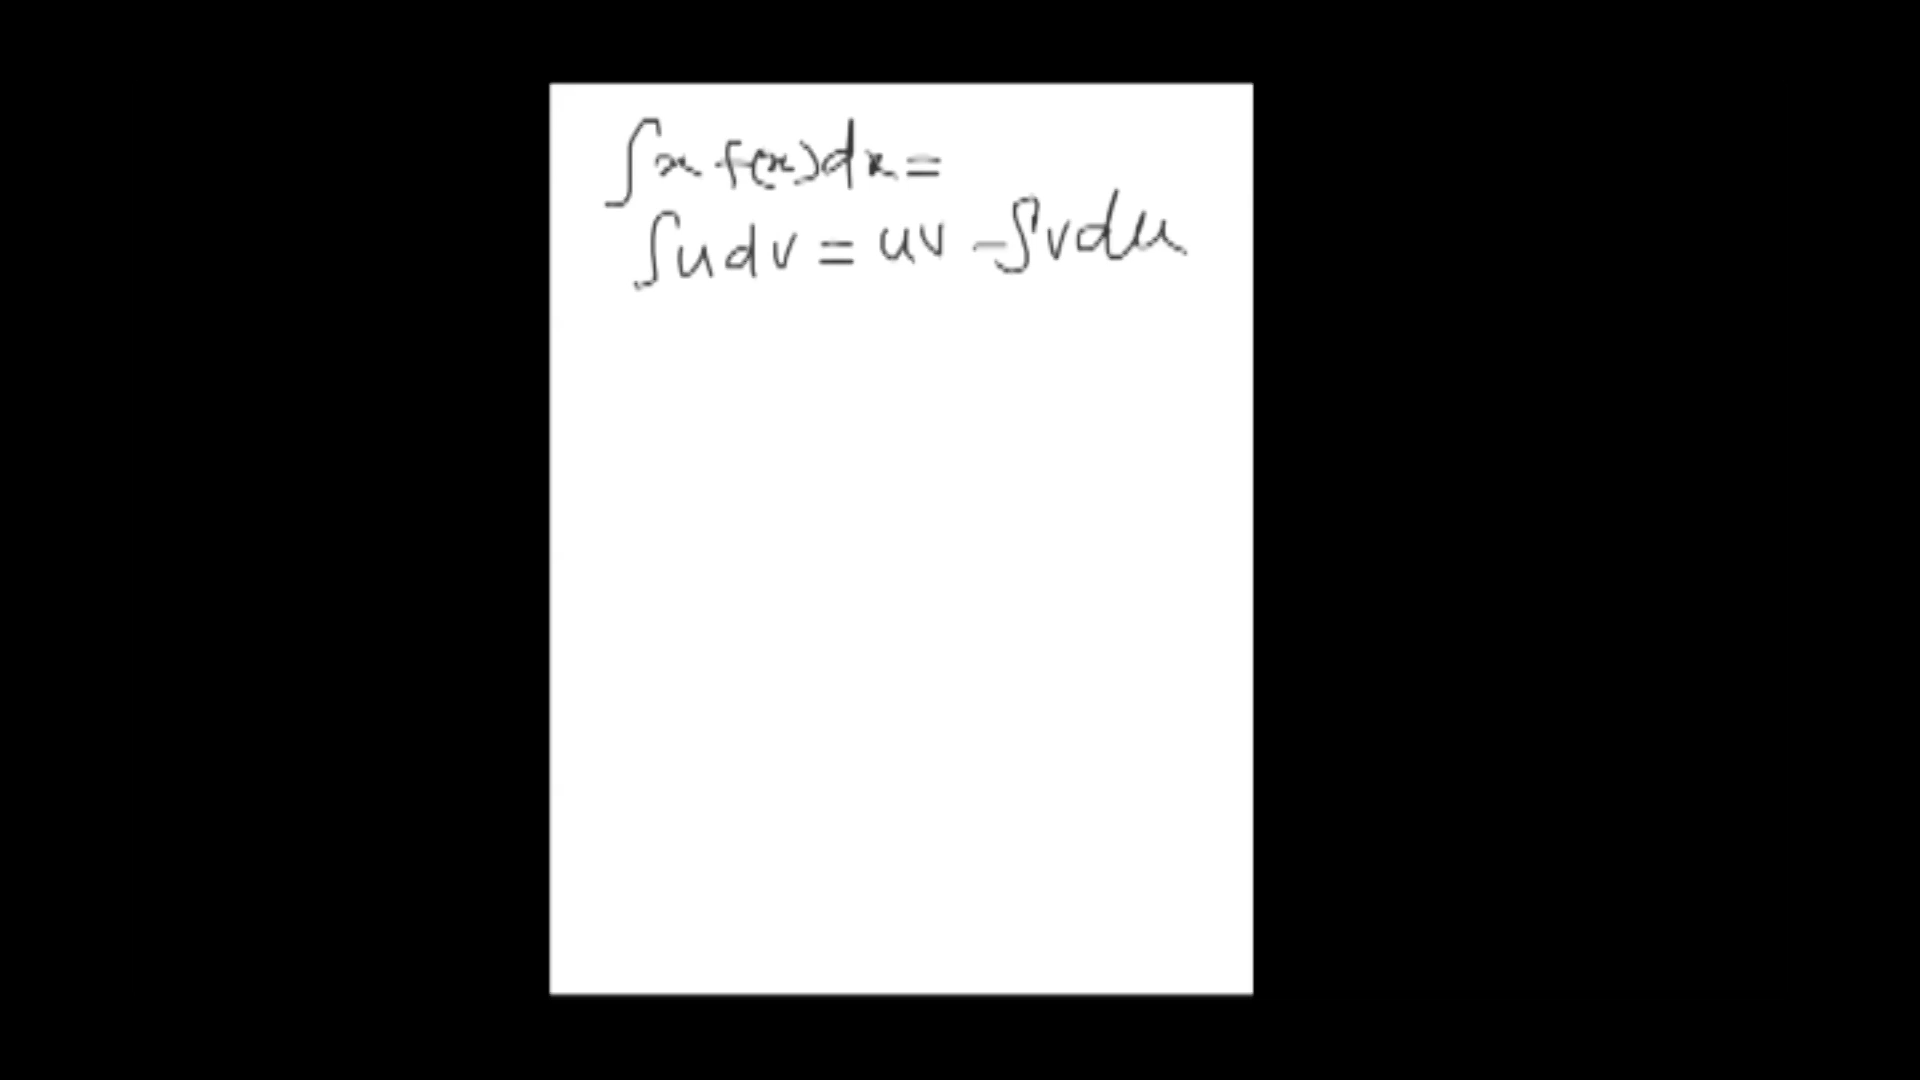 ∫x f(x)dx=
∫udv = uv -∫vdu